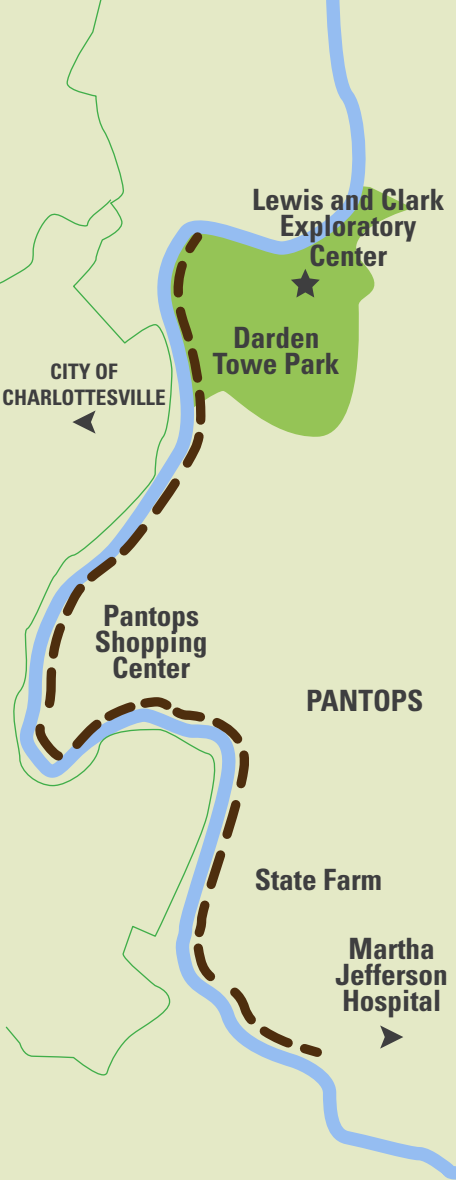 Lewis and Clark
Exploratory
Center
Darden
Towe Park
CITY OF
CHARLOTTESVILLE
Pantops
Shopping
Center
PANTOPS
State Farm
Martha
Jefferson
Hospital